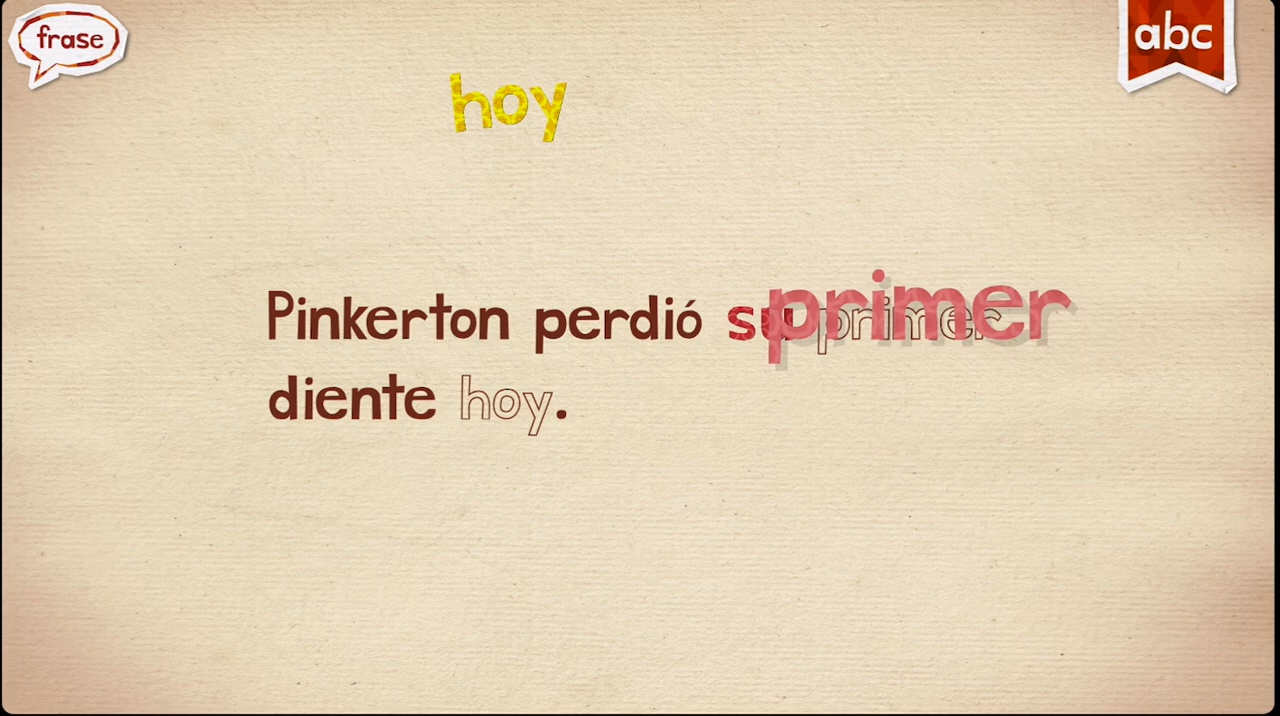 frase
abc
hoy
Pinkerton perdió su primer primer
diente hoy.